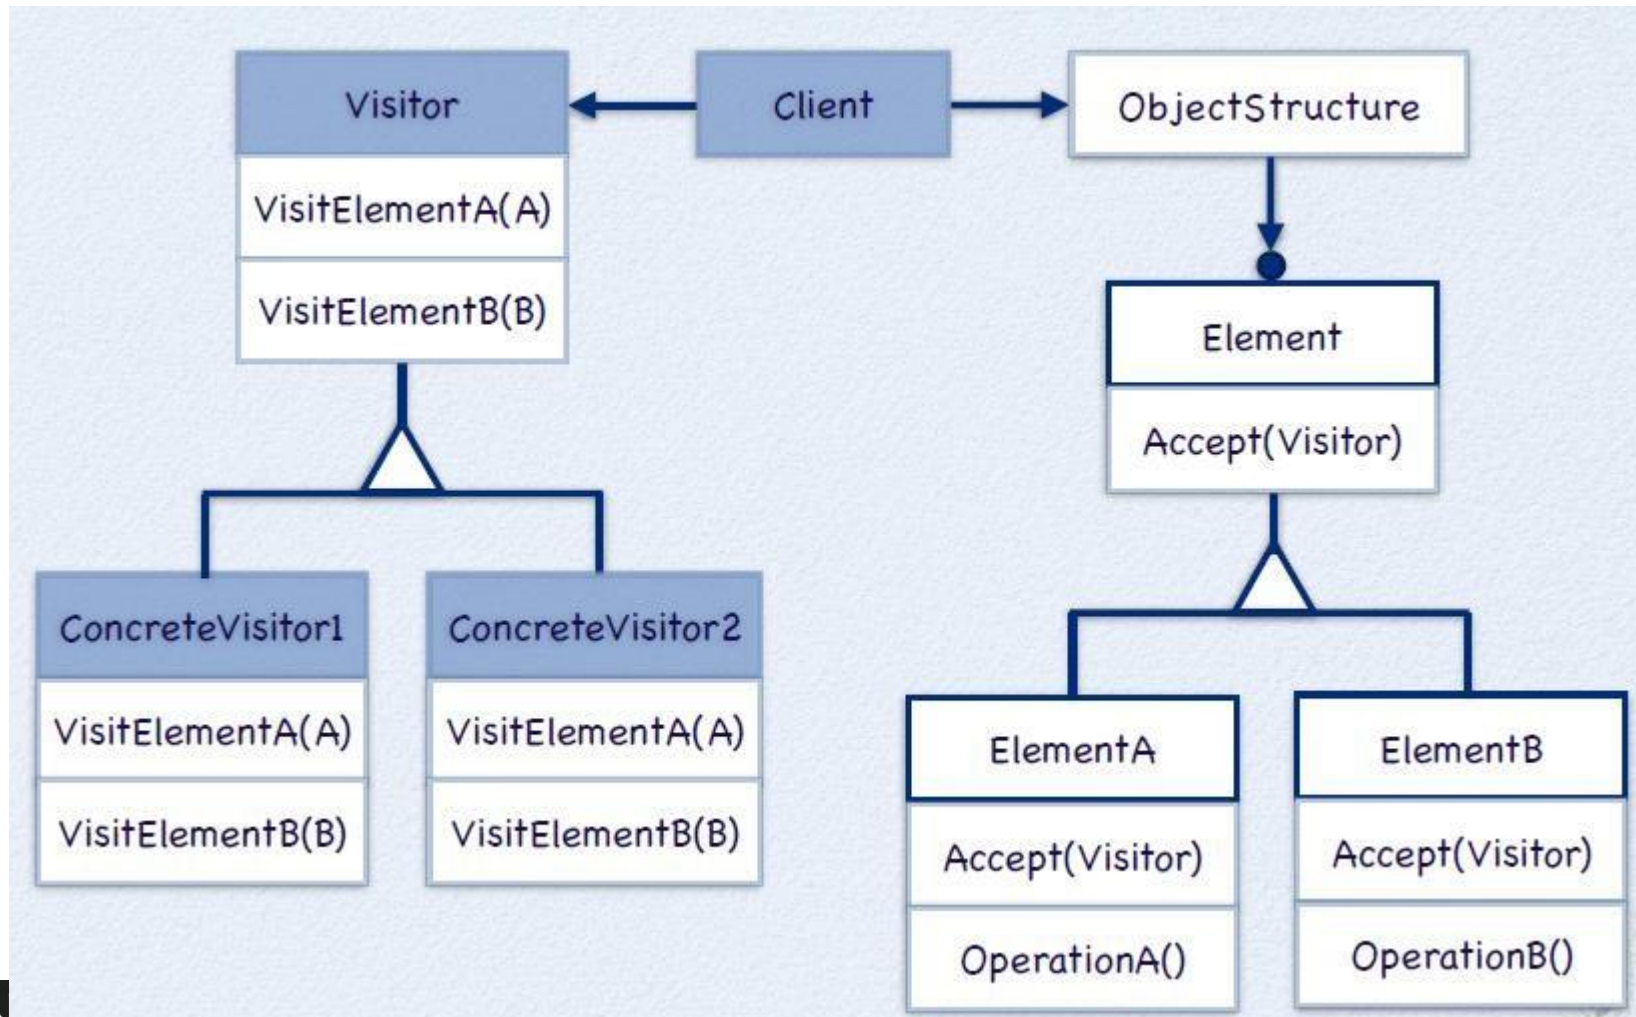 Visitor
VisitElementA(A)
VisitElementB(B)
Client
ObjectStructure
Element
Accept(Visitor)
ConcreteVisitor1
VisitElementA(A)
VisitElementB(B)
ConcreteVisitor2
VisitElementA(A)
VisitElementB(B)
ElementA
Accept(Visitor)
OperationA()
ElementB
Accept(Visitor)
OperationB()